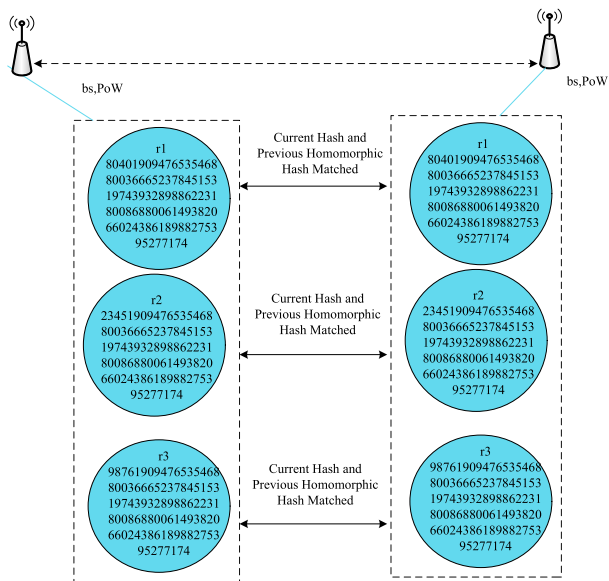 bs,PoW
bs,PoW
r1
80401909476535468
80036665237845153
19743932898862231
80086880061493820
66024386189882753
95277174
Current Hash and
Previous Homomorphic
Hash Matched
r1
80401909476535468
80036665237845153
19743932898862231
80086880061493820
66024386189882753
95277174
r2
23451909476535468
80036665237845153
19743932898862231
80086880061493820
66024386189882753
95277174
Current Hash and
Previous Homomorphic
Hash Matched
r2
23451909476535468
80036665237845153
19743932898862231
80086880061493820
66024386189882753
95277174
r3
98761909476535468
80036665237845153
19743932898862231
80086880061493820
66024386189882753
95277174
Current Hash and
Previous Homomorphic
Hash Matched
r3
98761909476535468
80036665237845153
19743932898862231
80086880061493820
66024386189882753
95277174